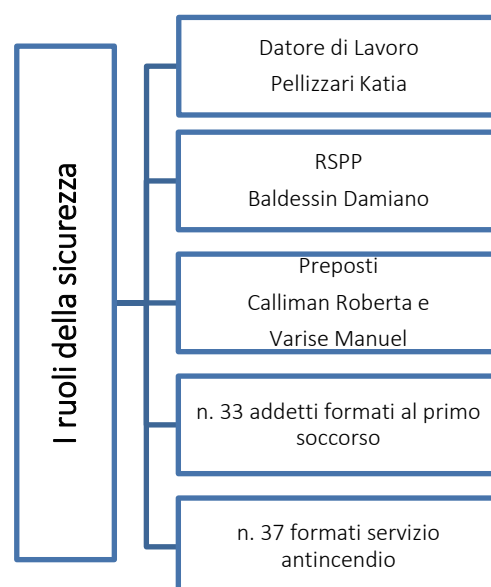 I ruoli della sicurezza
Datore di Lavoro
Pellizzari Katia
RSPP
Baldessin Damiano
Preposti
Calliman Roberta e
Varise Manuel
n. 33 addetti formati al primo
soccorso
n. 37 formati servizio
antincendio